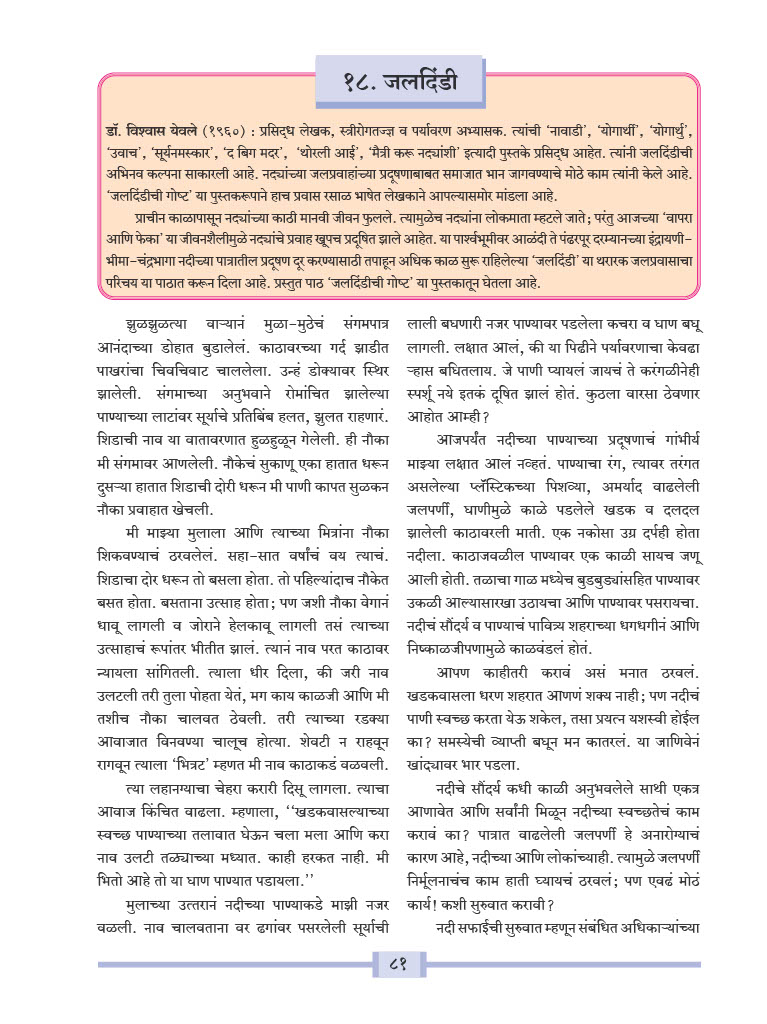 १८. जलदिंडी
डॉ. विश्वास येवले (१९६०) : प्रसिद्ध लेखक, स्त्रीरोगतज्ज्ञ व पर्यावरण अभ्यासक. त्यांची ‘नावाडी’, ‘योगार्थी’, ‘योगार्थु’,
‘उवाच’, ‘सूर्यनमस्कार’, ‘द बिग मदर’, ‘थोरली आई’, ‘मैत्री करू नद्यांशी’ इत्यादी पुस्तके प्रसिद्ध आहेत. त्यांनी जलदिंडीची
अभिनव कल्पना साकारली आहे. नद्यांच्या जलप्रवाहांच्या प्रदूषणाबाबत समाजात भान जागवण्याचे मोठे काम त्यांनी केले आहे.
‘जलदिंडीची गोष्ट’ या पुस्तकरूपाने हाच प्रवास रसाळ भाषेत लेखकाने आपल्यासमोर मांडला आहे.
प्राचीन काळापासून नद्यांच्या काठी मानवी जीवन फुलले. त्यामुळेच नद्यांना लोकमाता म्हटले जाते; परंतु आजच्या ‘वापरा
आणि फेका’ या जीवनशैलीमुळे नद्यांचे प्रवाह खूपच प्रदूषित झाले आहेत. या पार्श्वभूमीवर आळंदी ते पंढरपूर दरम्यानच्या इंद्रायणी-
भीमा-चंद्रभागा नदीच्या पात्रातील प्रदूषण दूर करण्यासाठी तपाहून अधिक काळ सुरू राहिलेल्या ‘जलदिंडी’ या थरारक जलप्रवासाचा
परिचय या पाठात करून दिला आहे. प्रस्तुत पाठ ‘जलदिंडीची गोष्ट’ या पुस्तकातून घेतला आहे.
झुळझुळत्या वाऱ्यानं मुळा-मुठेचं संगमपात्र
आनंदाच्या डोहात बुडालेलं. काठावरच्या गर्द झाडीत
पाखरांचा चिवचिवाट चाललेला. उन्हं डोक्यावर स्थिर
झालेली. संगमाच्या अनुभवाने रोमांचित झालेल्या
पाण्याच्या लाटांवर सूर्याचे प्रतिबिंब हलत, झुलत राहणारं.
शिडाची नाव या वातावरणात हुळहुळून गेलेली. ही नौका
मी संगमावर आणलेली. नौकेचं सुकाणू एका हातात धरून
दुसऱ्या हातात शिडाची दोरी धरून मी पाणी कापत सुळकन
नौका प्रवाहात खेचली.
मी माझ्या मुलाला आणि त्याच्या मित्रांना नौका
शिकवण्याचं ठरवलेलं. सहा-सात वर्षांचं वय त्याचं.
शिडाचा दोर धरून तो बसला होता. तो पहिल्यांदाच नौकेत
बसत होता. बसताना उत्साह होता; पण जशी नौका वेगानं
धावू लागली व जोराने हेलकावू लागली तसं त्याच्या
उत्साहाचं रूपांतर भीतीत झालं. त्यानं नाव परत काठावर
न्यायला सांगितली. त्याला धीर दिला, की जरी नाव
उलटली तरी तुला पोहता येतं, मग काय काळजी आणि मी
तशीच नौका चालवत ठेवली. तरी त्याच्या रडक्या
आवाजात विनवण्या चालूच होत्या. शेवटी न राहवून
रागवून त्याला ‘भित्रट’ म्हणत मी नाव काठाकडं वळवली.
त्या लहानग्याचा चेहरा करारी दिसू लागला. त्याचा
आवाज किंचित वाढला. म्हणाला, ‘‘खडकवासल्याच्या
स्वच्छ पाण्याच्या तलावात घेऊन चला मला आणि करा
नाव उलटी तळ्याच्या मध्यात. काही हरकत नाही. मी
भितो आहे तो या घाण पाण्यात पडायला.’’
मुलाच्या उत्तरानं नदीच्या पाण्याकडे माझी नजर
वळली. नाव चालवताना वर ढगांवर पसरलेली सूर्याची
लाली बघणारी नजर पाण्यावर पडलेला कचरा व घाण बघू
लागली. लक्षात आलं, की या पिढीने पर्यावरणाचा केवढा
ऱ्हास बघितलाय. जे पाणी प्यायलं जायचं ते करंगळीनेही
स्पर्शू नये इतकं दूषित झालं होतं. कुठला वारसा ठेवणार
आहोत आम्ही?
आजपर्यंत नदीच्या पाण्याच्या प्रदूषणाचं गांभीर्य
माझ्या लक्षात आलं नव्हतं. पाण्याचा रंग, त्यावर तरंगत
असलेल्या प्लॅस्टिकच्या पिशव्या, अमर्याद वाढलेली
जलपर्णी, घाणीमुळे काळे पडलेले खडक व दलदल
झालेली काठावरली माती. एक नकोसा उग्र दर्पही होता
नदीला. काठाजवळील पाण्यावर एक काळी सायच जणू
आली होती. तळाचा गाळ मध्येच बुडबुड्यांसहित पाण्यावर
उकळी आल्यासारखा उठायचा आणि पाण्यावर पसरायचा.
नदीचं सौंदर्य व पाण्याचं पावित्र्य शहराच्या धगधगीनं आणि
निष्काळजीपणामुळे काळवंडलं होतं.
आपण काहीतरी करावं असं मनात ठरवलं.
खडकवासला धरण शहरात आणणं शक्य नाही; पण नदीचं
पाणी स्वच्छ करता येऊ शकेल, तसा प्रयत्न यशस्वी होईल
का? समस्येची व्याप्ती बघून मन कातरलं. या जाणिवेनं
खांद्यावर भार पडला.
नदीचे सौंदर्य कधी काळी अनुभवलेले साथी एकत्र
आणावेत आणि सर्वांनी मिळून नदीच्या स्वच्छतेचं काम
करावं का? पात्रात वाढलेली जलपर्णी हे अनारोग्याचं
कारण आहे, नदीच्या आणि लोकांच्याही. त्यामुळे जलपर्णी
निर्मूलनाचंच काम हाती घ्यायचं ठरवलं; पण एवढं मोठं
कार्य! कशी सुरुवात करावी?
नदी सफाईची सुरुवात म्हणून संबंधित अधिकाऱ्यांच्या
८१